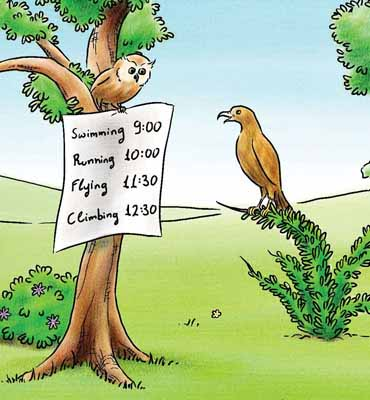 Swimming 9:00
Running 10:00
Flying 11:30
Climbing 12:30